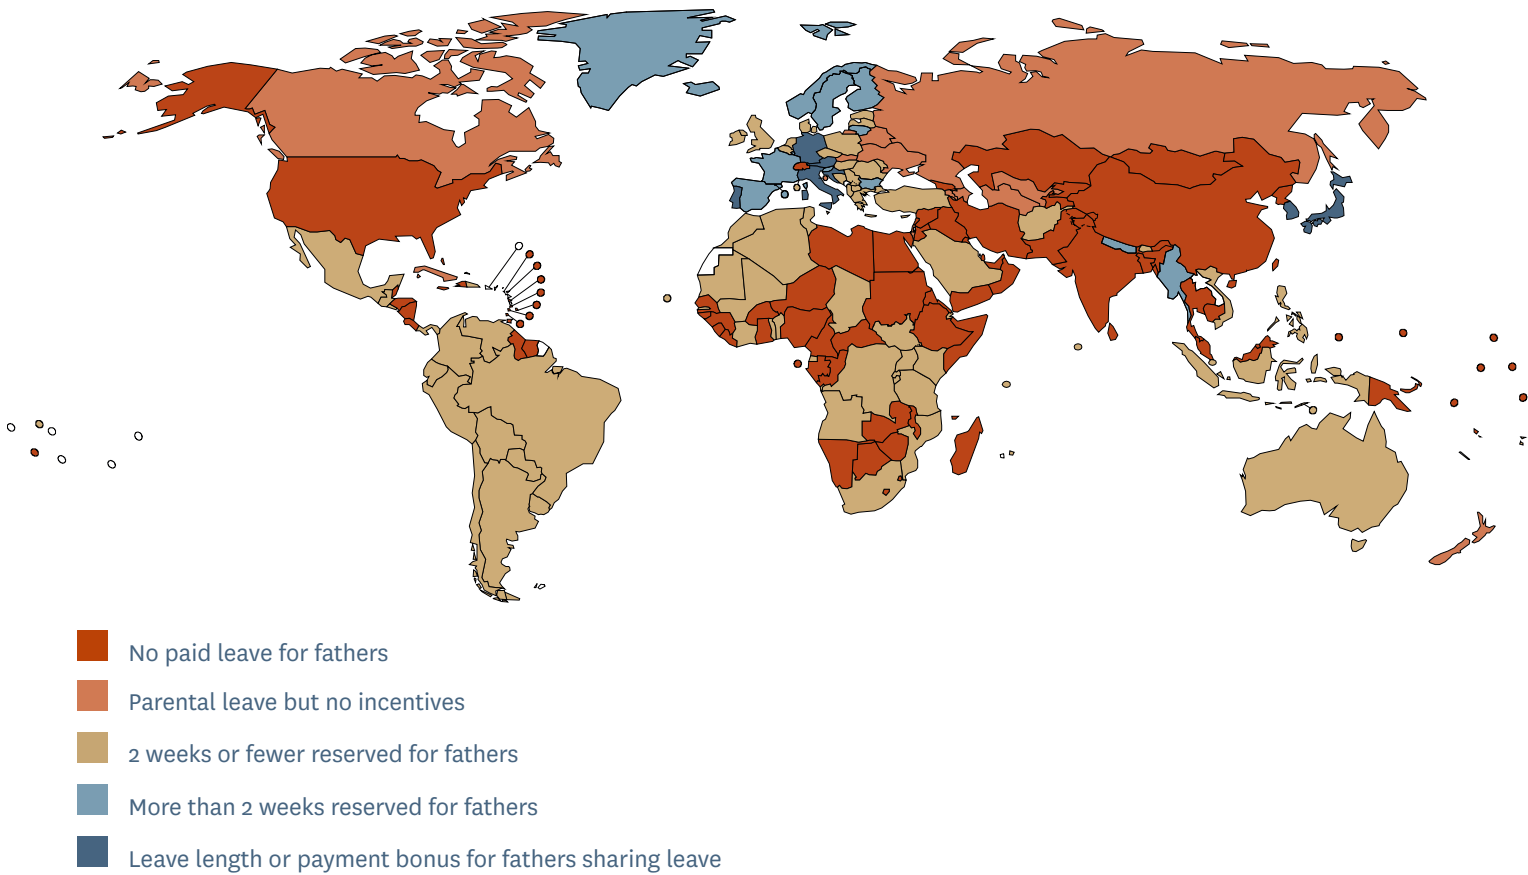 No paid leave for fathers
Parental leave but no incentives
2 weeks or fewer reserved for fathers
More than 2 weeks reserved for fathers
Leave length or payment bonus for fathers sharing leave